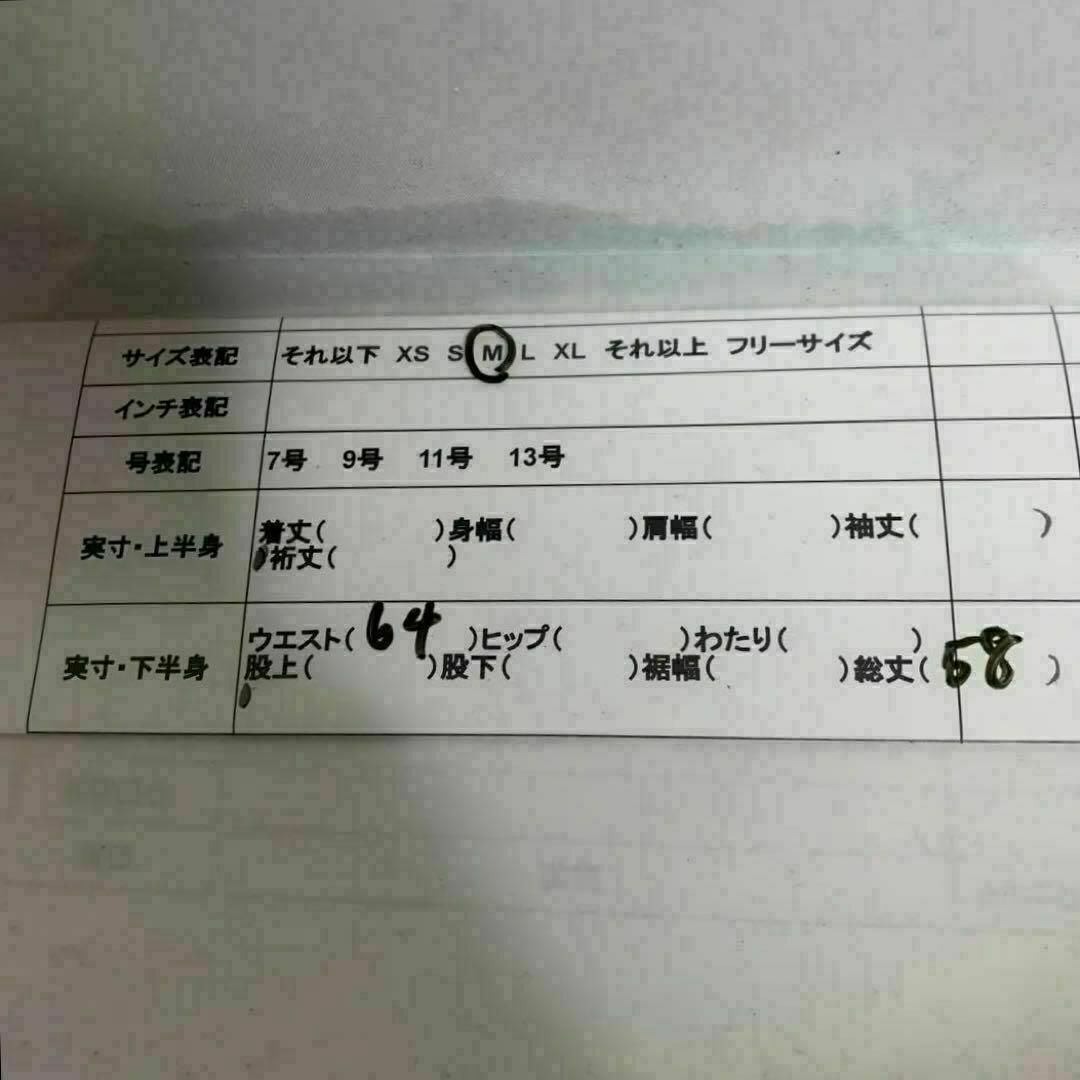 サイズ表記 それ以下 XS S M L XL それ以上 フリーサイズ
インチ表記
号表記 7号 9号 11号 13号
実寸・上半身 着丈( )身幅( )肩幅( )袖丈( )
裄丈( )
実寸・下半身 ウエスト( 64 )ヒップ( )わたり( )
股上( )股下( )裾幅( )総丈( 58 )